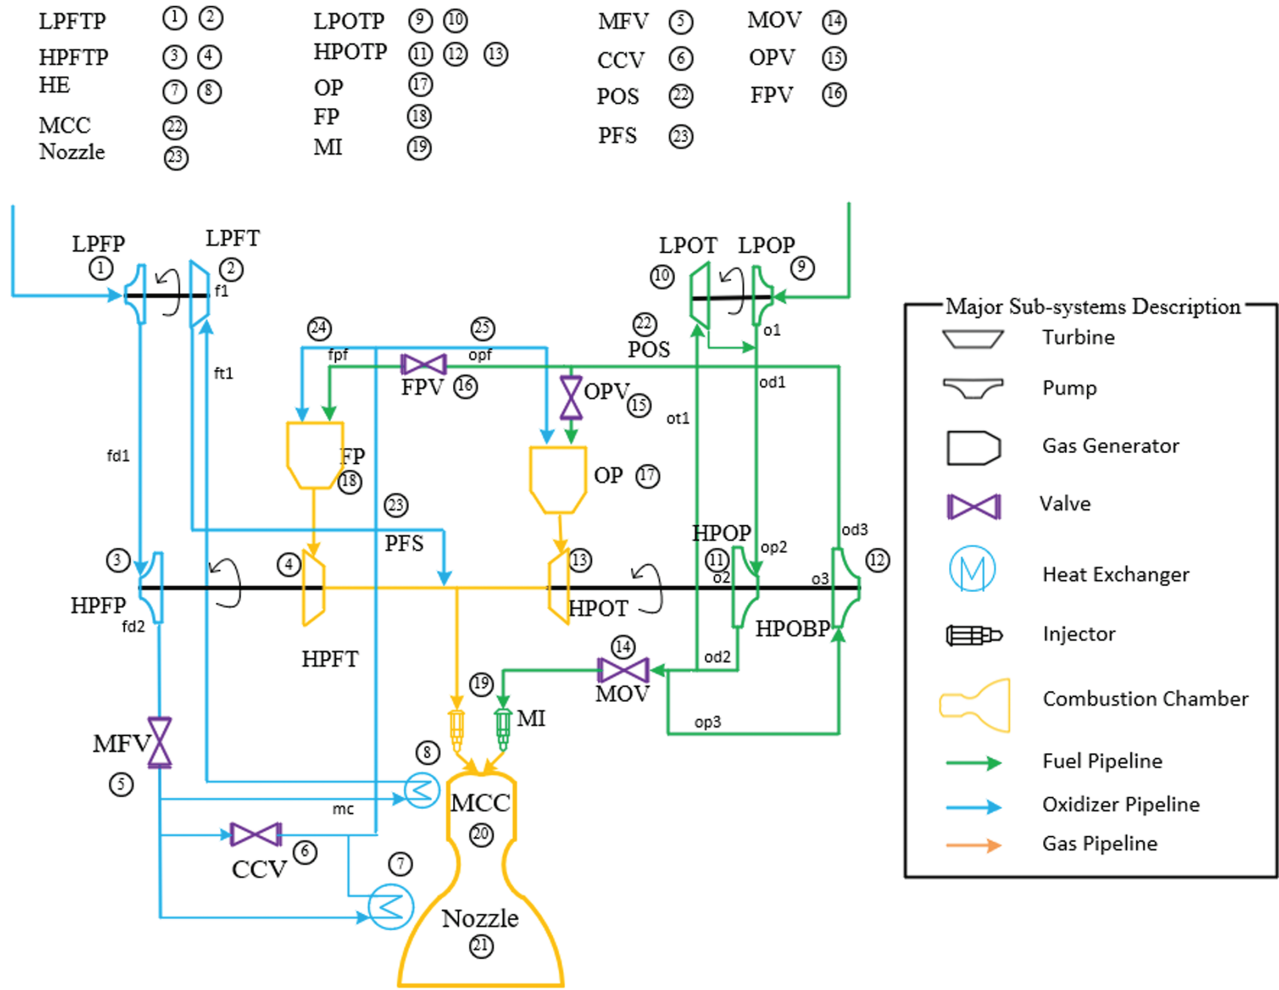 LPFTP ① ② LPOTP ⑨ ⑩ MFV ⑤ MOV ⑭
HPFTP ③ ④ HPOTP ⑪ ⑫ ⑬ CCV ⑥ OPV ⑮
HE ⑦ ⑧ OP ⑰ POS ㉒ FPV ⑯
MCC ㉒ FP ⑱ PFS ㉓
Nozzle ㉓ MI ⑲
LPFP ① LPFT ② LPOT ⑩ LPOP ⑨
f1
Major Sub-systems Description
Turbine
Pump
Gas Generator
Valve
Heat Exchanger
Injector
Combustion Chamber
Fuel Pipeline
Oxidizer Pipeline
Gas Pipeline
㉔ ㉕ ㉒ POS o1
fpf opf
FPV ⑯ OPV ⑮
ft1 od1
ot1
fd1
FP ⑱
OP ⑰
㉓ PFS
HPOP ⑪ op2 od3
③ HPFP ④ HPFT ⑬ HPOT o2 o3 ⑫
fd2 HPOBP
⑭ MOV od2
⑲ MI op3
MFV ⑤
⑧
mc
MCC ⑳
CCV ⑥
⑦
Nozzle ㉑